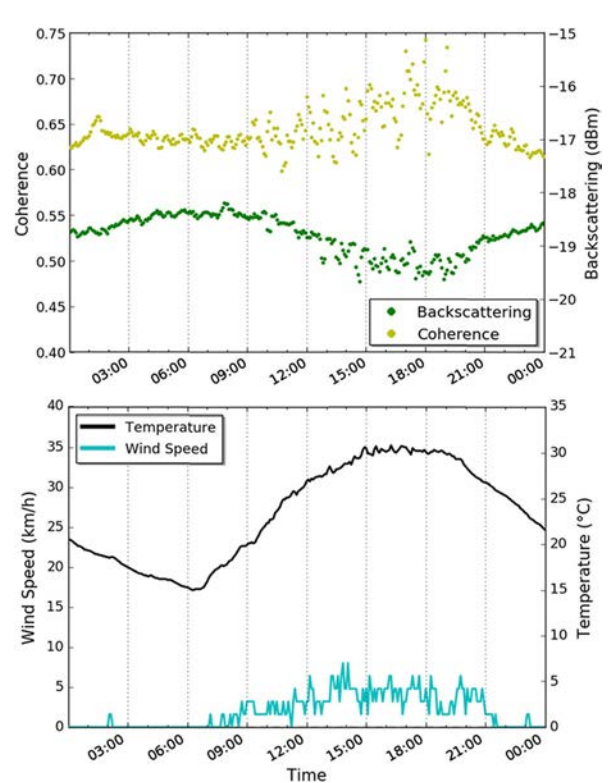 0.75
0.70
0.65
0.60
0.55
0.50
0.45
0.40
Coherence
−15
−16
−17
−18
−19
−20
−21
Backscattering (dBm)
Backscattering
Coherence
03:00 06:00 09:00 12:00 15:00 18:00 21:00 00:00
40
35
30
25
20
15
10
5
0
Wind Speed (km/h)
Temperature
Wind Speed
35
30
25
20
15
10
5
0
Temperature (°C)
03:00 06:00 09:00 12:00 15:00 18:00 21:00 00:00
Time